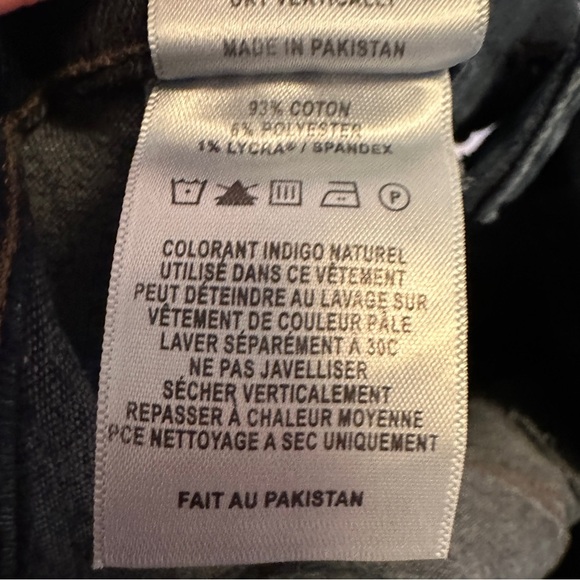 DRY VERTICALLY
MADE IN PAKISTAN
93% COTON
6% POLYESTER
1% LYCRA® / SPANDEX
P
COLORANT INDIGO NATUREL
UTILISÉ DANS CE VÊTEMENT
PEUT DÉTEINDRE AU LAVAGE SUR
VÊTEMENT DE COULEUR PÂLE
LAVER SÉPARÉMENT A 30C
NE PAS JAVELLISER
SÉCHER VERTICALEMENT
REPASSER À CHALEUR MOYENNE
PCE NETTOYAGE A SEC UNIQUEMENT
FAIT AU PAKISTAN